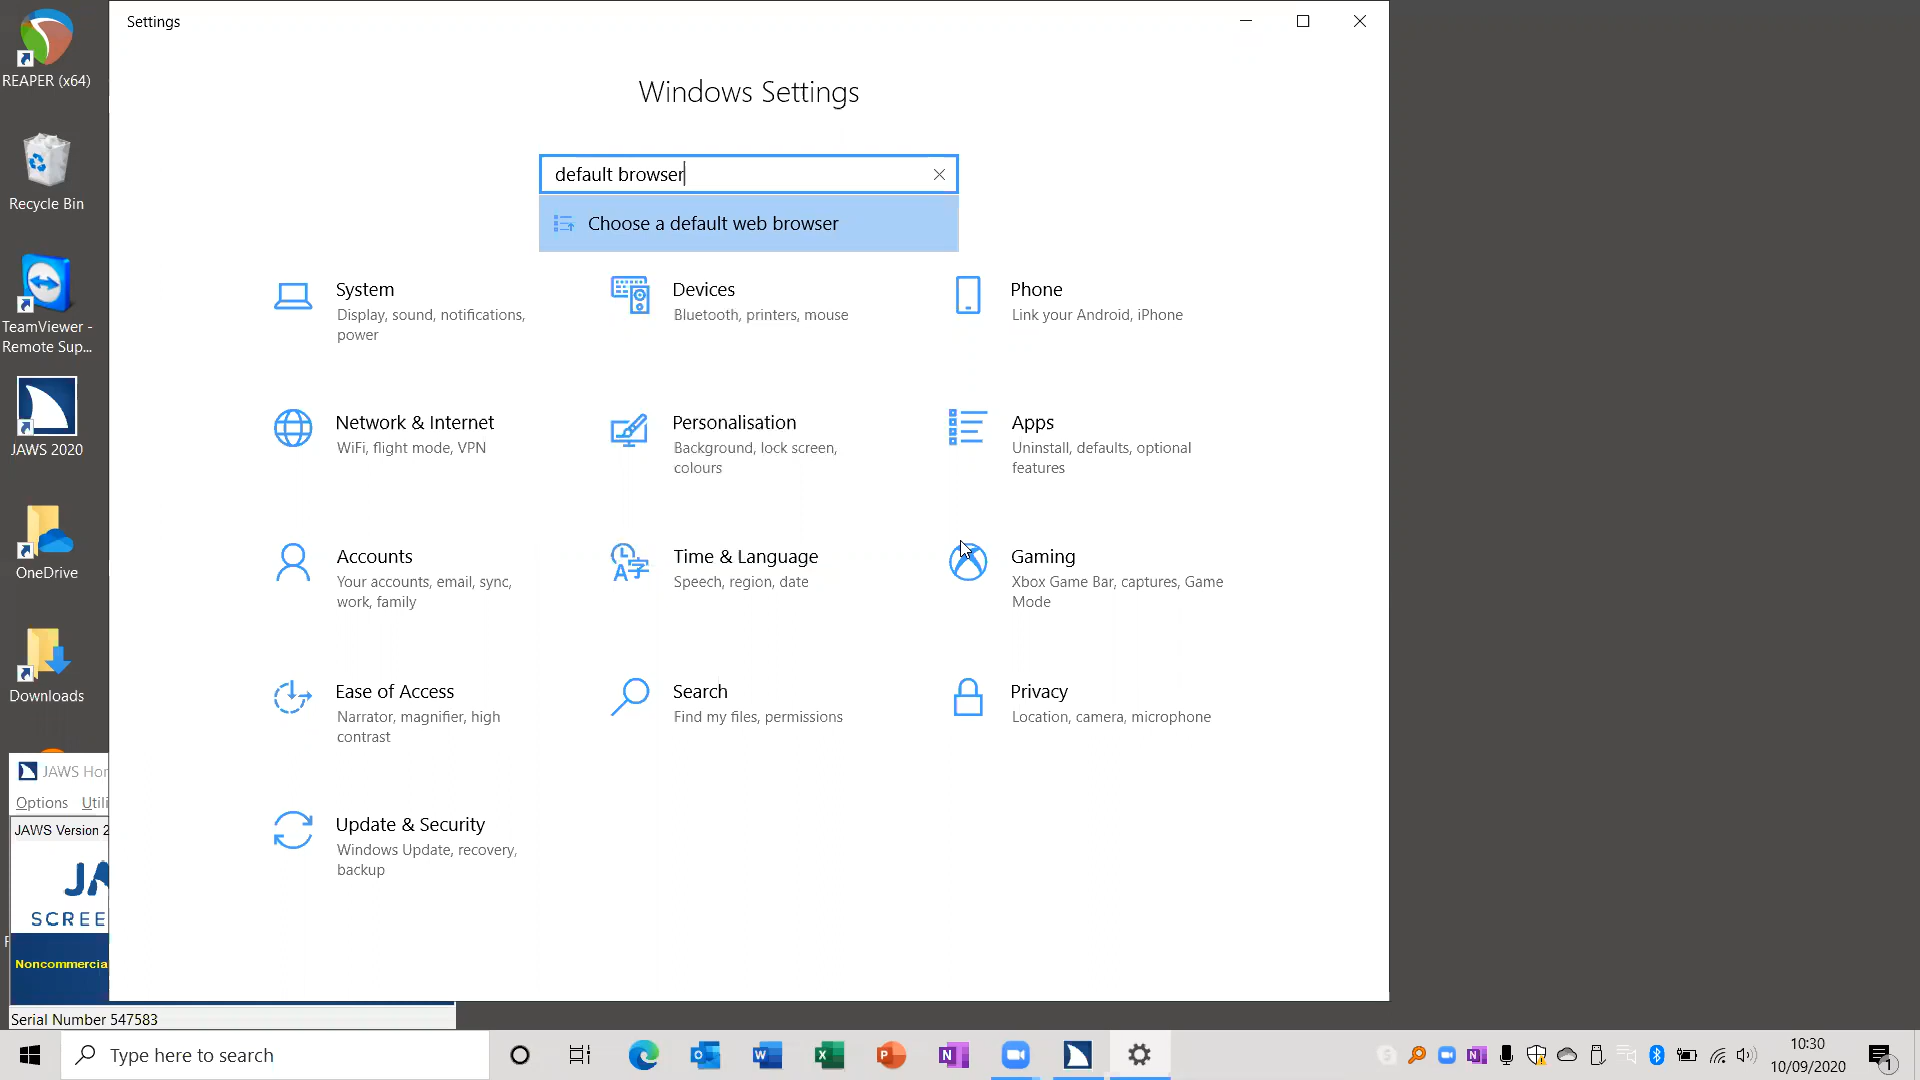 REAPER (x64)
Recycle Bin
TeamViewer -
Remote Sup...
JAWS 2020
OneDrive
Downloads
Settings
Windows Settings
default browser
Choose a default web browser
System
Display, sound, notifications,
power
Devices
Bluetooth, printers, mouse
Phone
Link your Android, iPhone
Network & Internet
WiFi, flight mode, VPN
Personalisation
Background, lock screen,
colours
Apps
Uninstall, defaults, optional
features
Accounts
Your accounts, email, sync,
work, family
Time & Language
Speech, region, date
Gaming
Xbox Game Bar, captures, Game
Mode
Ease of Access
Narrator, magnifier, high
contrast
Search
Find my files, permissions
Privacy
Location, camera, microphone
Update & Security
Windows Update, recovery,
backup
JAWS Hor
Options Utili
JAWS Version 2
JA
SCREE
Noncommercia
Serial Number 547583
Type here to search
10:30
10/09/2020
1